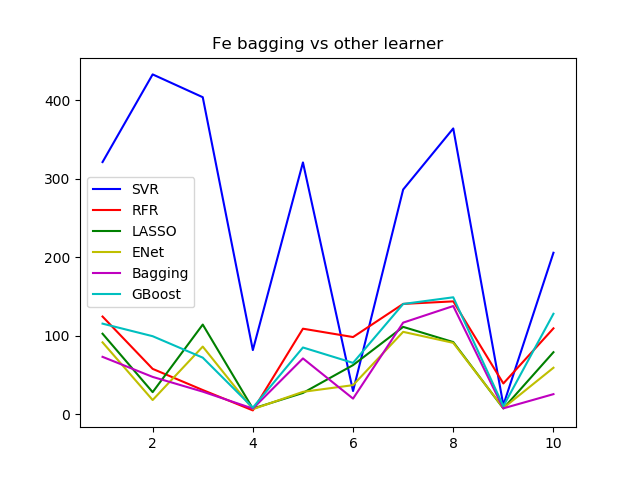 Fe bagging vs other learner
400
300
200
100
0
SVR
RFR
LASSO
ENet
Bagging
GBoost
2 4 6 8 10